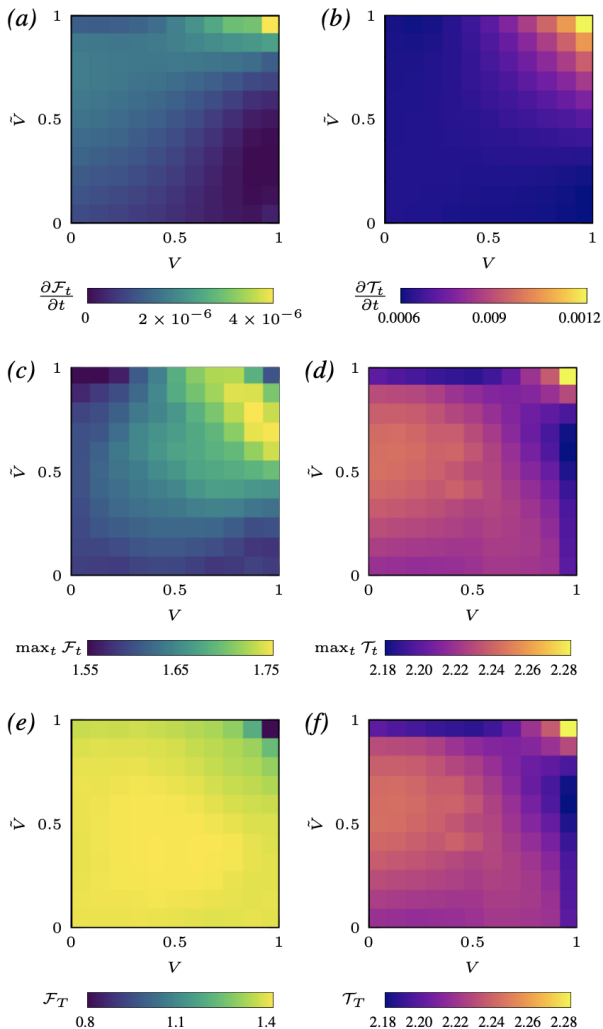 (a) (b)
1 1
Ṽ 0.5 Ṽ 0.5
0 0
0 0.5 1 0 0.5 1
V V
∂ℱₜ/∂t ∂𝒯ₜ/∂t
0 2 × 10⁻⁶ 4 × 10⁻⁶ 0.0006 0.009 0.0012
(c) (d)
1 1
Ṽ 0.5 Ṽ 0.5
0 0
0 0.5 1 0 0.5 1
V V
maxₜ ℱₜ maxₜ 𝒯ₜ
1.55 1.65 1.75 2.18 2.20 2.22 2.24 2.26 2.28
(e) (f)
1 1
Ṽ 0.5 Ṽ 0.5
0 0
0 0.5 1 0 0.5 1
V V
ℱ_T 𝒯_T
0.8 1.1 1.4 2.18 2.20 2.22 2.24 2.26 2.28